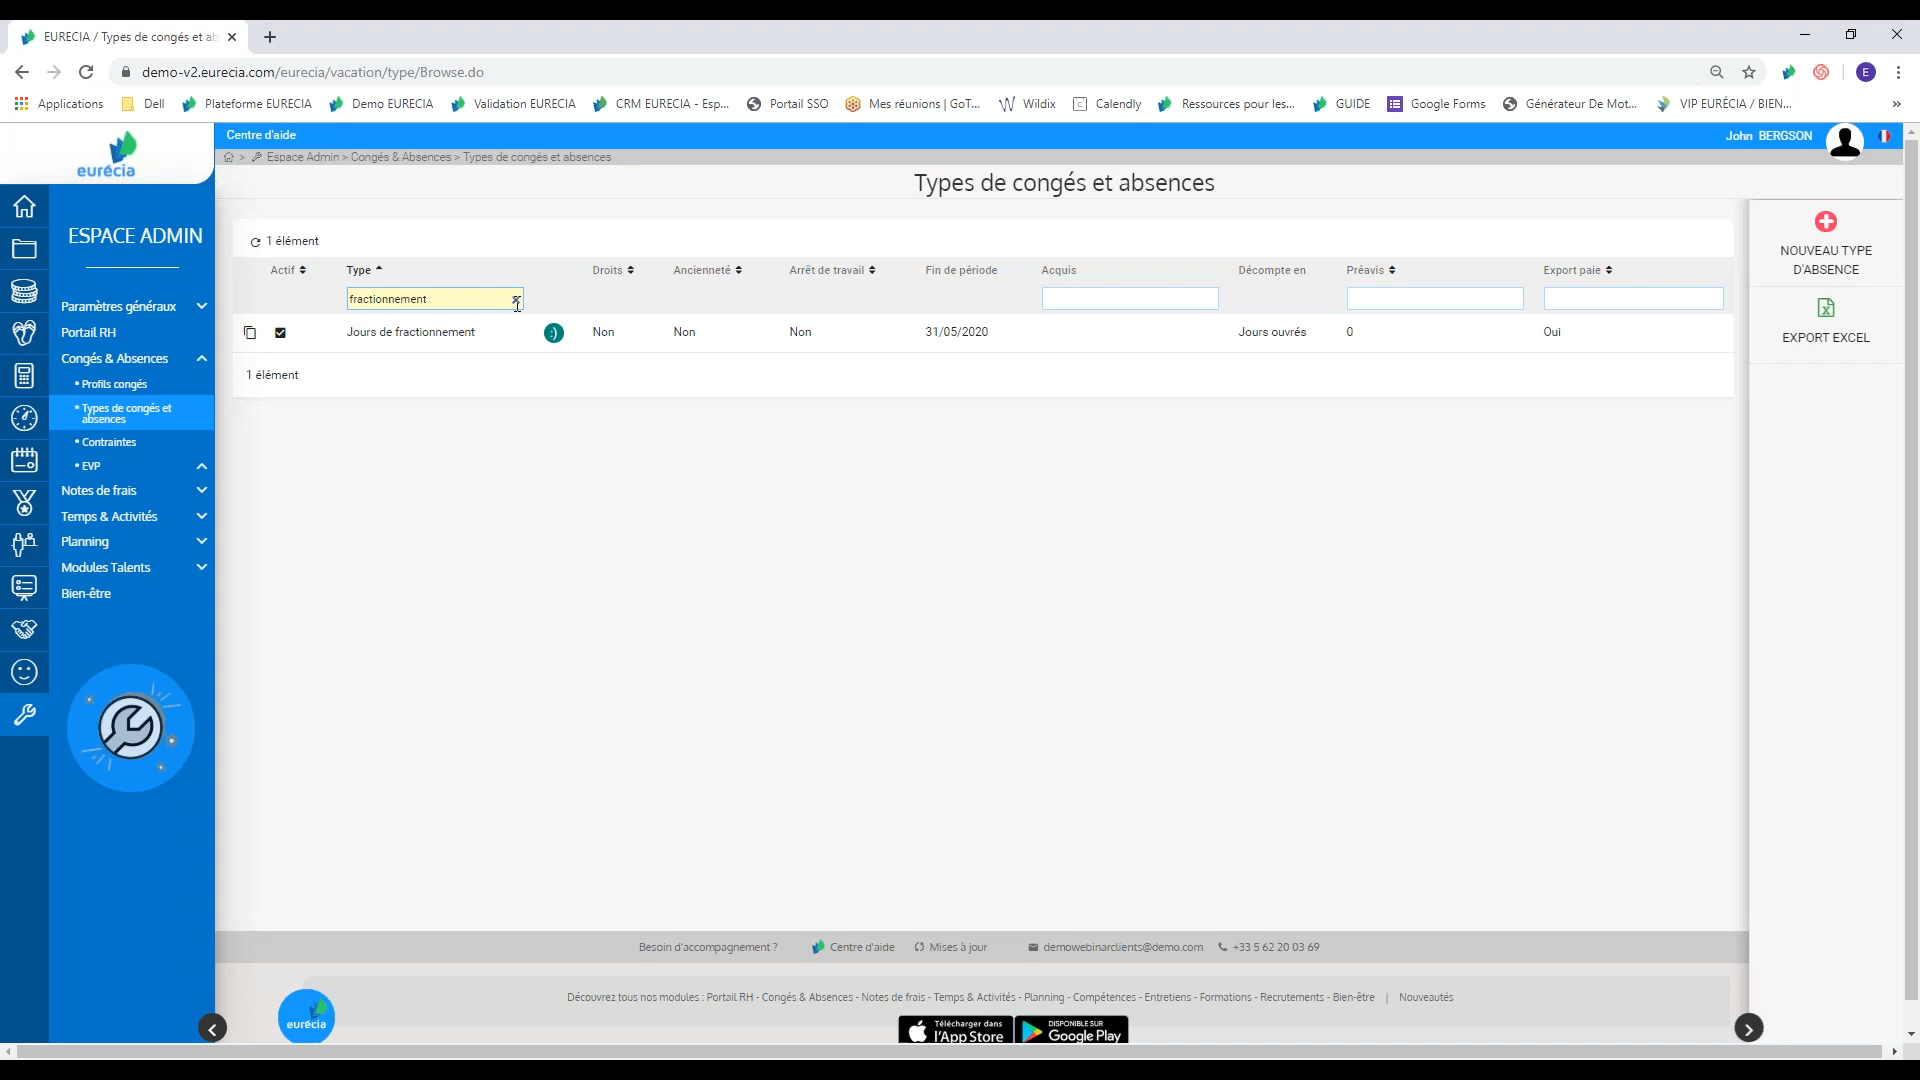 EURECIA / Types de congés et ab
demo-v2.eurecia.com/eurecia/vacation/type/Browse.do
E
Applications Dell Plateforme EURECIA Demo EURECIA Validation EURECIA CRM EURECIA - Esp... Portail SSO Mes réunions | GoT... Wildix Calendly Ressources pour les... GUIDE Google Forms Générateur De Mot... VIP EURÉCIA / BIEN... »
eurécia
Centre d'aide
John BERGSON
> Espace Admin > Congés & Absences > Types de congés et absences
Types de congés et absences
ESPACE ADMIN
Paramètres généraux
Portail RH
Congés & Absences
• Profils congés
• Types de congés et
absences
• Contraintes
• EVP
Notes de frais
Temps & Activités
Planning
Modules Talents
Bien-être
1 élément
Actif Type Droits Ancienneté Arrêt de travail Fin de période Acquis Décompte en Préavis Export paie
fractionnement
Jours de fractionnement :) Non Non Non 31/05/2020 Jours ouvrés 0 Oui
1 élément
NOUVEAU TYPE
D'ABSENCE
EXPORT EXCEL
Besoin d'accompagnement ? Centre d'aide Mises à jour demowebinarclients@demo.com +33 5 62 20 03 69
Découvrez tous nos modules : Portail RH - Congés & Absences - Notes de frais - Temps & Activités - Planning - Compétences - Entretiens - Formations - Recrutements - Bien-être | Nouveautés
eurécia
Télécharger dans
l'App Store
DISPONIBLE SUR
Google Play